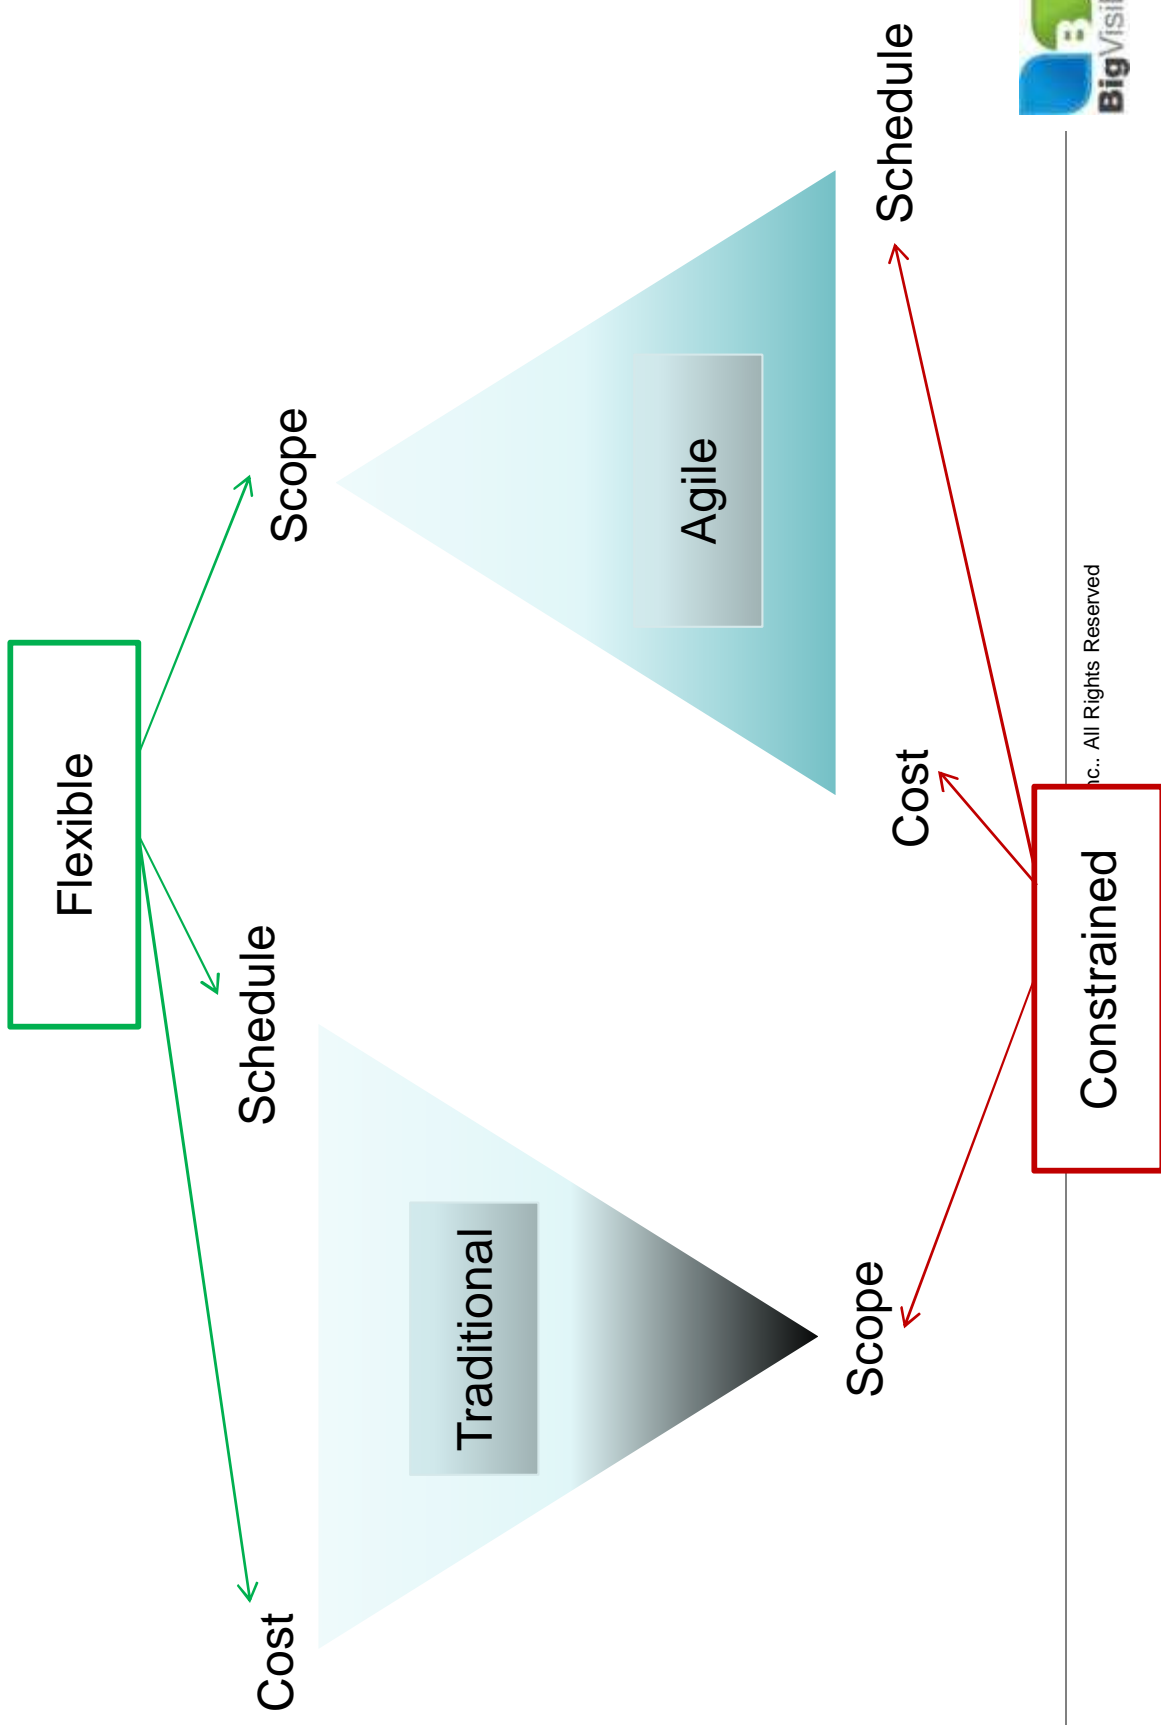 Flexible
Cost
Schedule
Scope
Traditional
Agile
Scope
Cost
Schedule
Constrained
All Rights Reserved
B